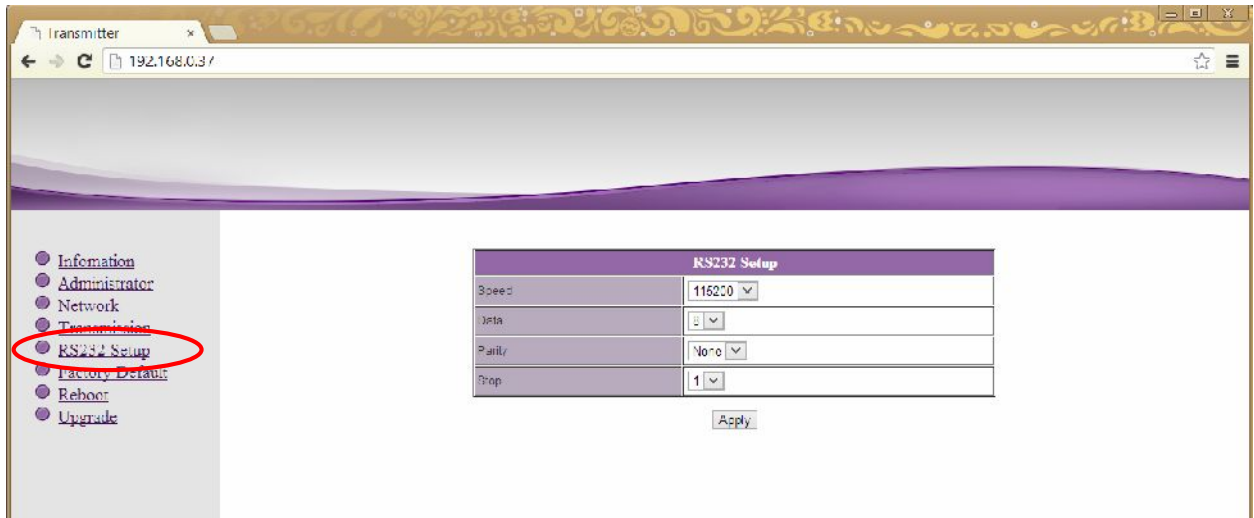 Transmitter
192.168.0.37
Infomation
Administrator
Network
Transmission
RS232 Setup
Factory Default
Reboot
Upgrade
RS232 Setup
Speed 115200
Data 8
Parity None
Stop 1
Apply